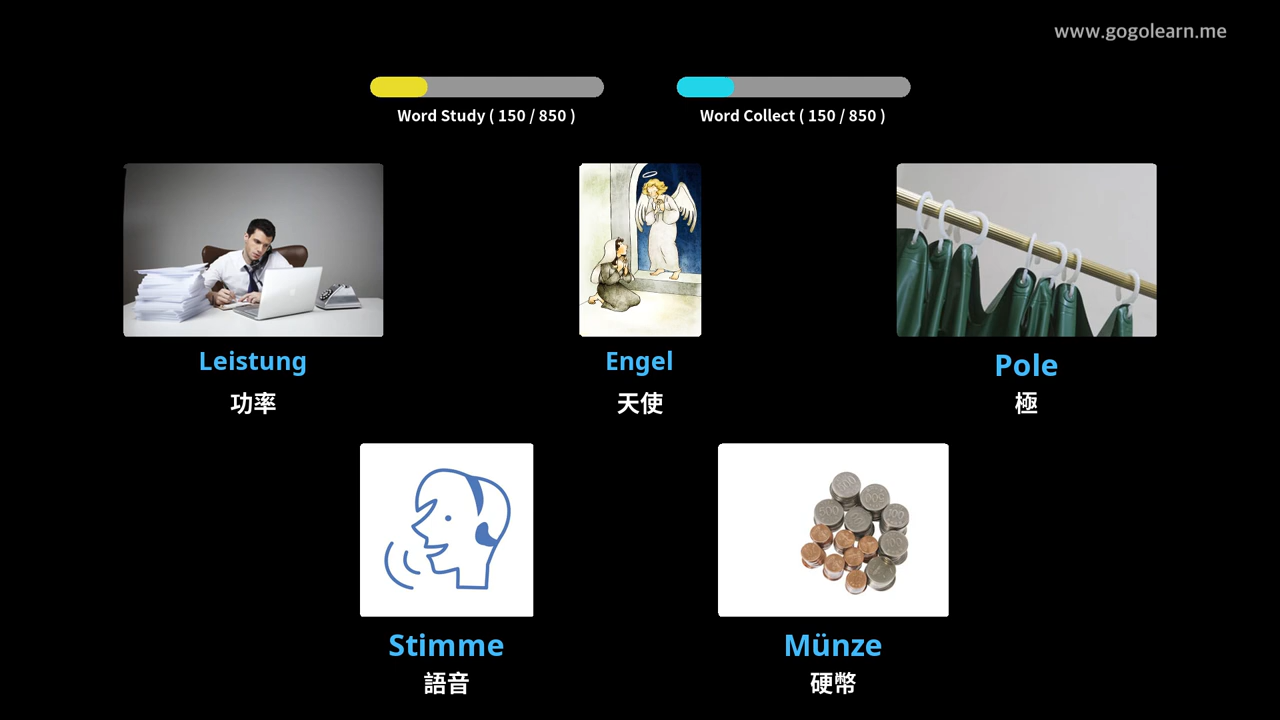 www.gogolearn.me
Word Study ( 150 / 850 )
Word Collect ( 150 / 850 )
Leistung
功率
Engel
天使
Pole
極
Stimme
語音
Münze
硬幣